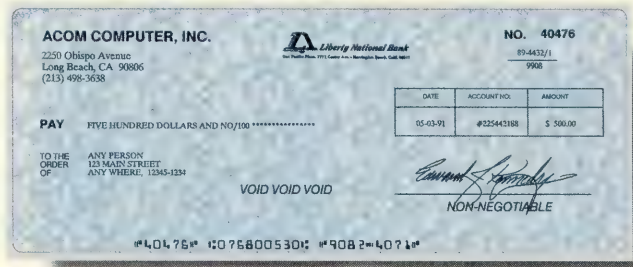 ACOM COMPUTER, INC.
2250 Obispo Avenue
Long Beach, CA 90806
(213) 498-3638
Liberty National Bank
NO. 40476
89-4432/1
9908
DATE ACCOUNT NO. AMOUNT
05-03-91 #225442188 $ 500.00
PAY FIVE HUNDRED DOLLARS AND NO/100 ****************
TO THE ORDER OF
ANY PERSON
123 MAIN STREET
ANY WHERE, 12345-1234
VOID VOID VOID
NON-NEGOTIABLE
⑈40476⑈ ⑆076800530⑆ ⑈9082⑉4071⑈